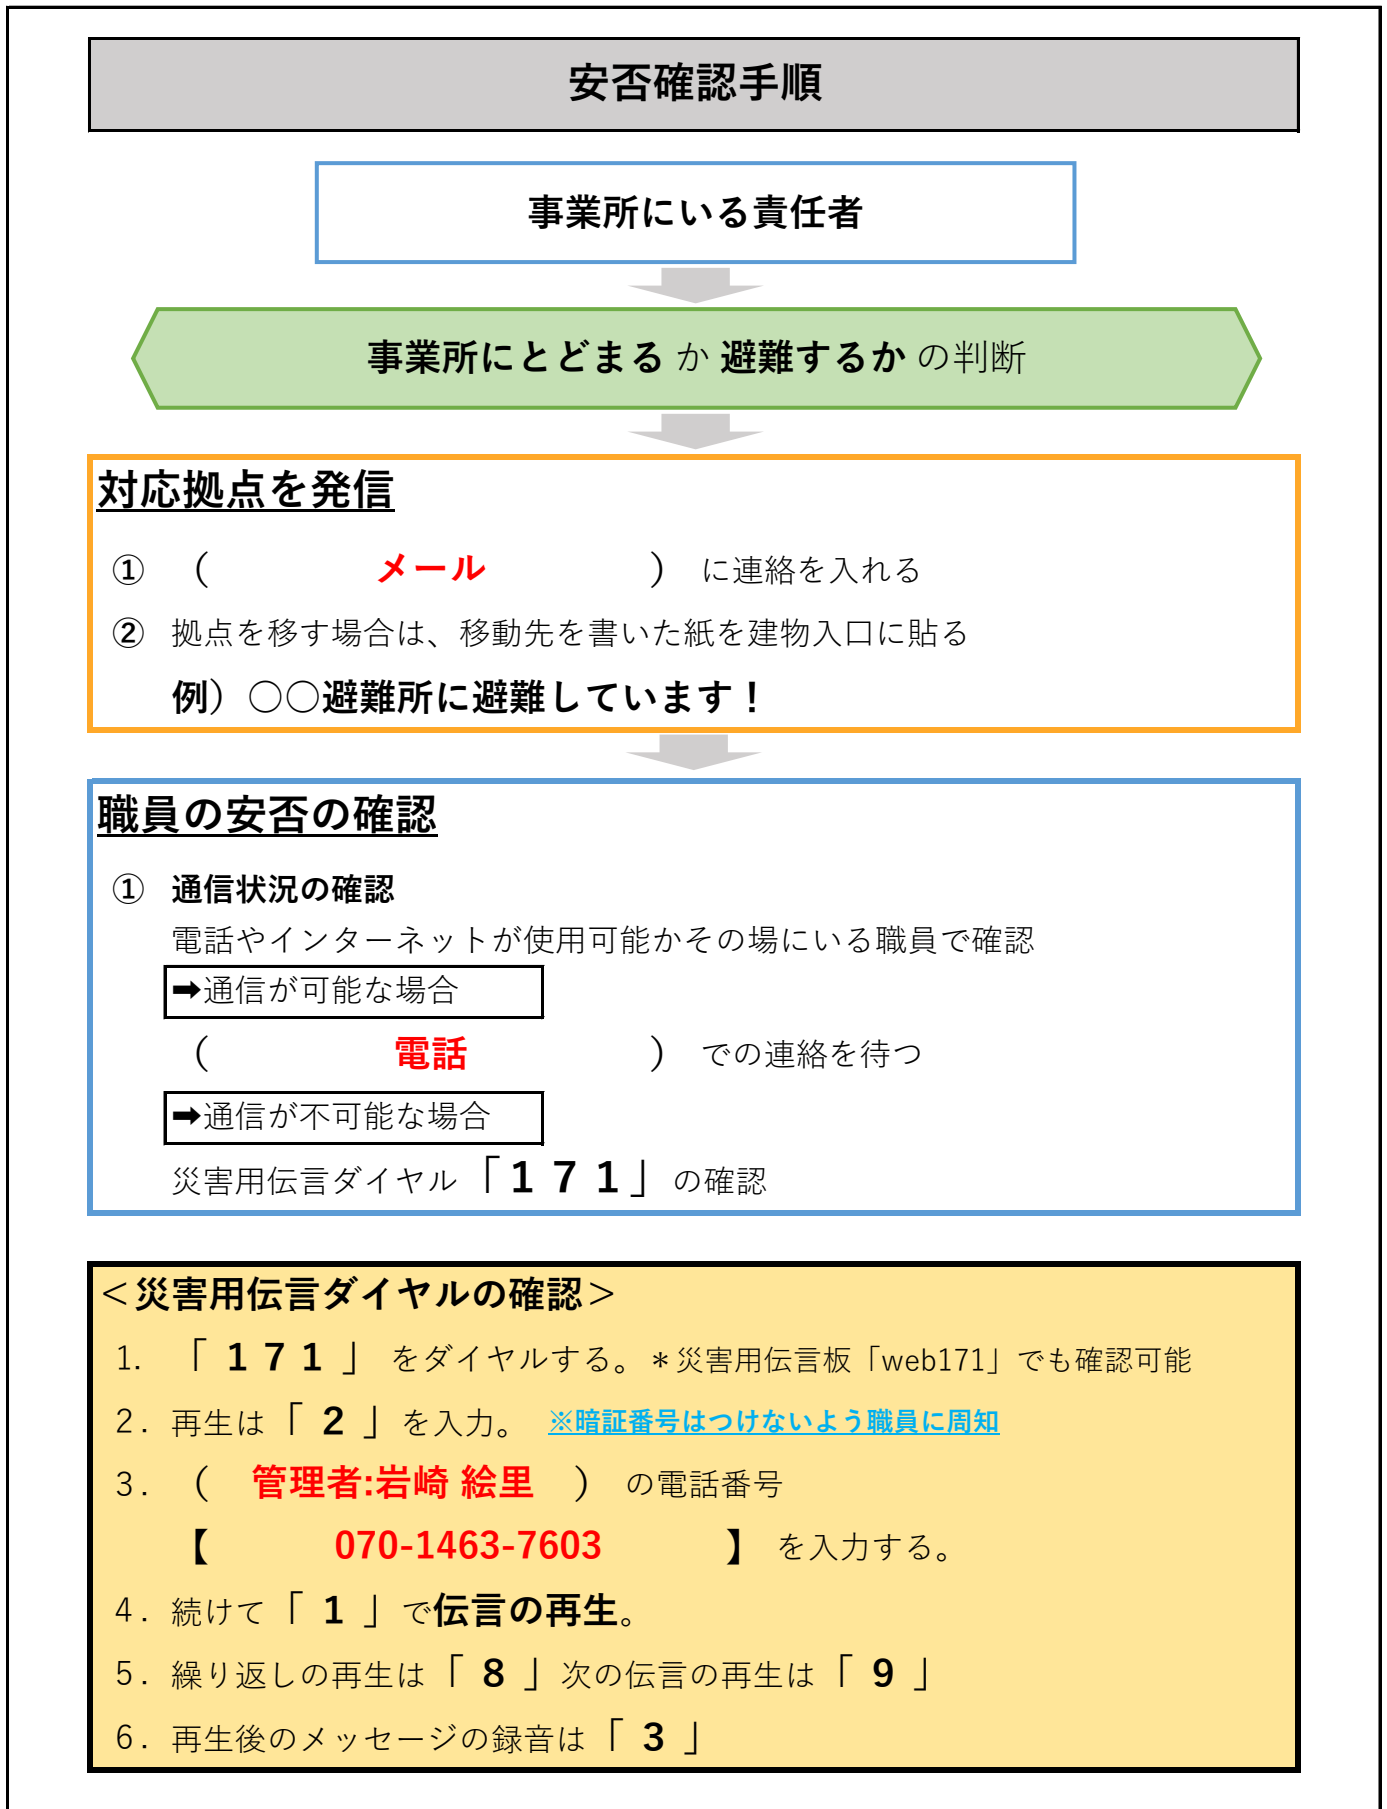 安否確認手順
事業所にいる責任者
事業所にとどまる か 避難するか の判断
対応拠点を発信
① （ メール ） に連絡を入れる
② 拠点を移す場合は、移動先を書いた紙を建物入口に貼る
例）○○避難所に避難しています！
職員の安否の確認
① 通信状況の確認
電話やインターネットが使用可能かその場にいる職員で確認
➡通信が可能な場合
（ 電話 ） での連絡を待つ
➡通信が不可能な場合
災害用伝言ダイヤル「１７１」の確認
＜災害用伝言ダイヤルの確認＞
1. 「１７１」 をダイヤルする。＊災害用伝言板「web171」でも確認可能
2. 再生は「 2 」を入力。 ※暗証番号はつけないよう職員に周知
3. （ 管理者:岩崎 絵里 ） の電話番号
【 070-1463-7603 】 を入力する。
4. 続けて「 1 」で伝言の再生。
5. 繰り返しの再生は「 8 」次の伝言の再生は「 9 」
6. 再生後のメッセージの録音は「 3 」